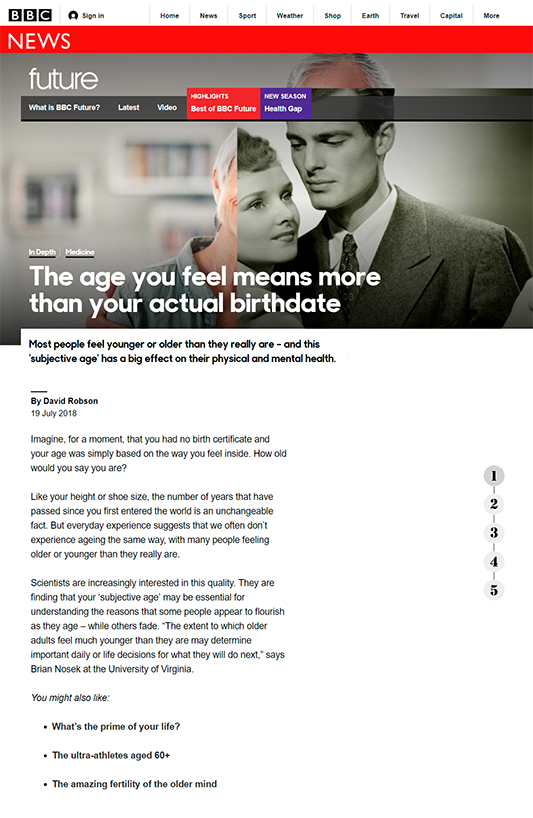 BBC Sign in Home News Sport Weather Shop Earth Travel Capital More
NEWS
future
What is BBC Future? Latest Video
HIGHLIGHTS
Best of BBC Future
NEW SEASON
Health Gap
In Depth Medicine
The age you feel means more
than your actual birthdate
Most people feel younger or older than they really are – and this
'subjective age' has a big effect on their physical and mental health.
By David Robson
19 July 2018
Imagine, for a moment, that you had no birth certificate and
your age was simply based on the way you feel inside. How old
would you say you are?
Like your height or shoe size, the number of years that have
passed since you first entered the world is an unchangeable
fact. But everyday experience suggests that we often don’t
experience ageing the same way, with many people feeling
older or younger than they really are.
Scientists are increasingly interested in this quality. They are
finding that your ‘subjective age’ may be essential for
understanding the reasons that some people appear to flourish
as they age – while others fade. “The extent to which older
adults feel much younger than they are may determine
important daily or life decisions for what they will do next,” says
Brian Nosek at the University of Virginia.
You might also like:
• What’s the prime of your life?
• The ultra-athletes aged 60+
• The amazing fertility of the older mind
1
2
3
4
5